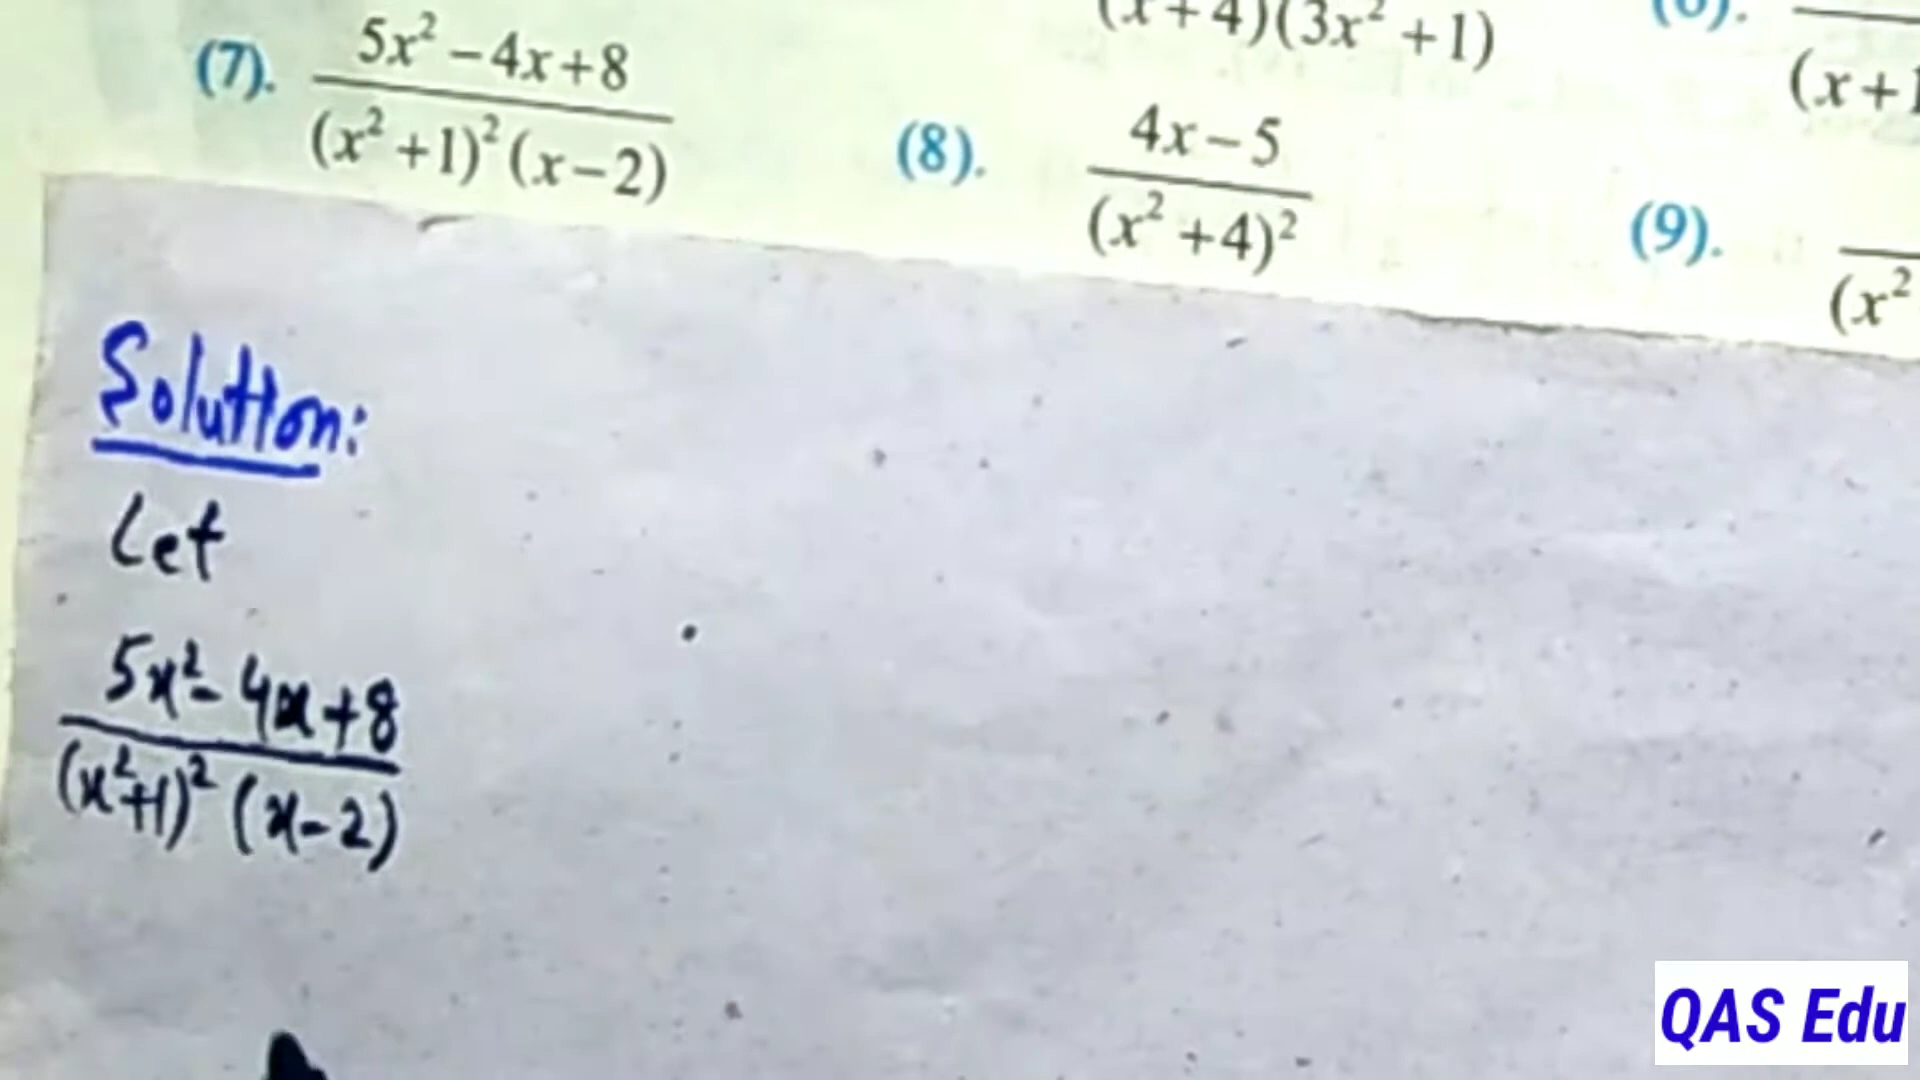 (x+4)(3x²+1)
(7). 5x²-4x+8
(x²+1)²(x-2)
(8). 4x-5
(x²+4)²
(x+1
(9).
(x²
Solution:
Let
5x²-4x+8
(x²+1)² (x-2)
QAS Edu